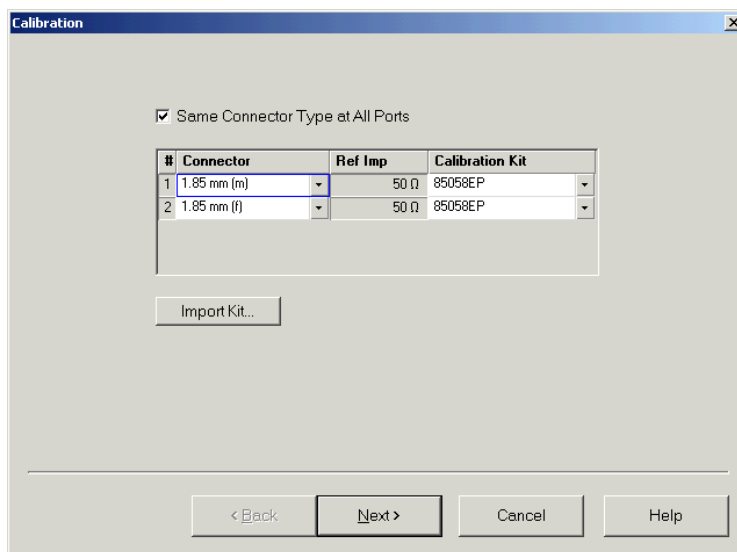 Calibration
Same Connector Type at All Ports
# Connector Ref Imp Calibration Kit
1 1.85 mm (m) 50 Ω 85058EP
2 1.85 mm (f) 50 Ω 85058EP
Import Kit...
< Back Next > Cancel Help